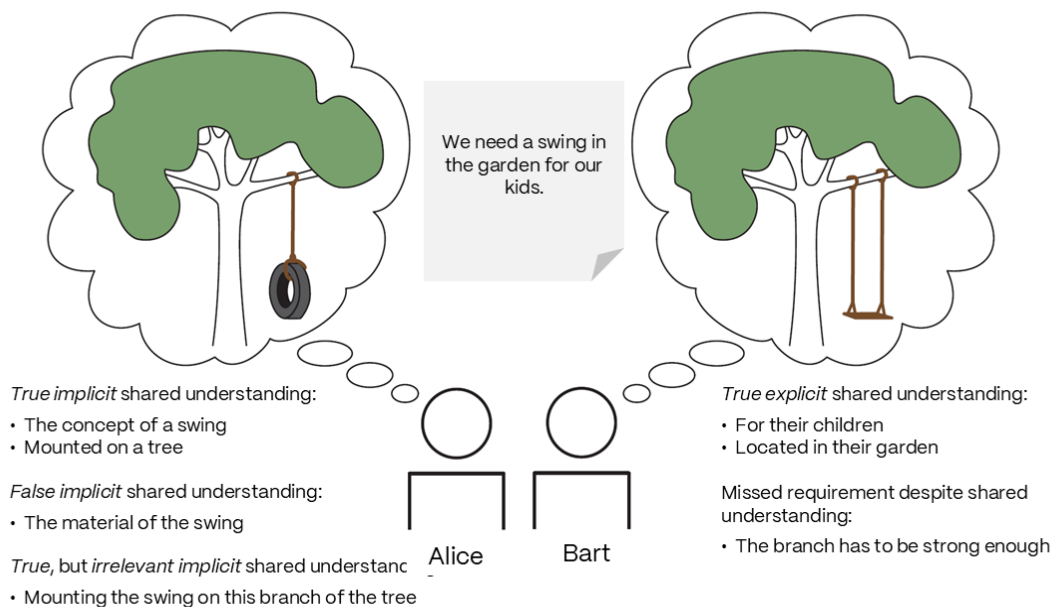 We need a swing in
the garden for our
kids.
True implicit shared understanding:
• The concept of a swing
• Mounted on a tree
False implicit shared understanding:
• The material of the swing
True, but irrelevant implicit shared understanc
• Mounting the swing on this branch of the tree
Alice
Bart
True explicit shared understanding:
• For their children
• Located in their garden
Missed requirement despite shared
understanding:
• The branch has to be strong enough